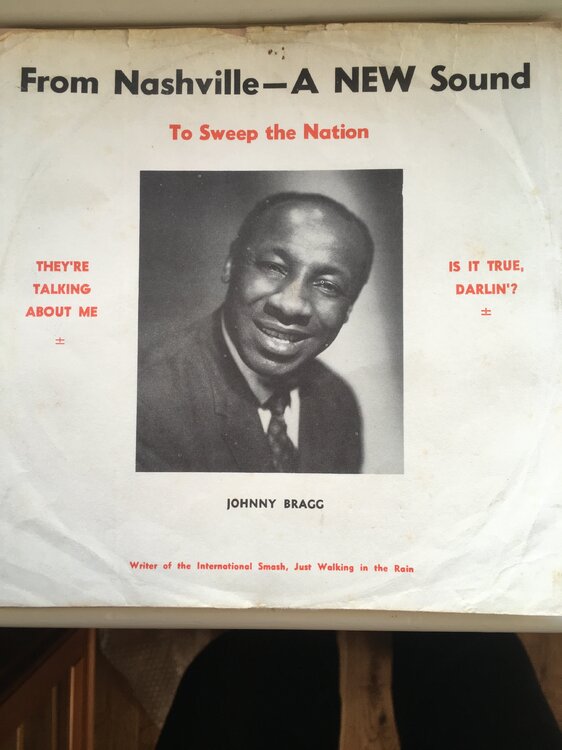 From Nashville—A NEW Sound
To Sweep the Nation
THEY'RE
TALKING
ABOUT ME
IS IT TRUE,
DARLIN'?
JOHNNY BRAGG
Writer of the International Smash, Just Walking in the Rain